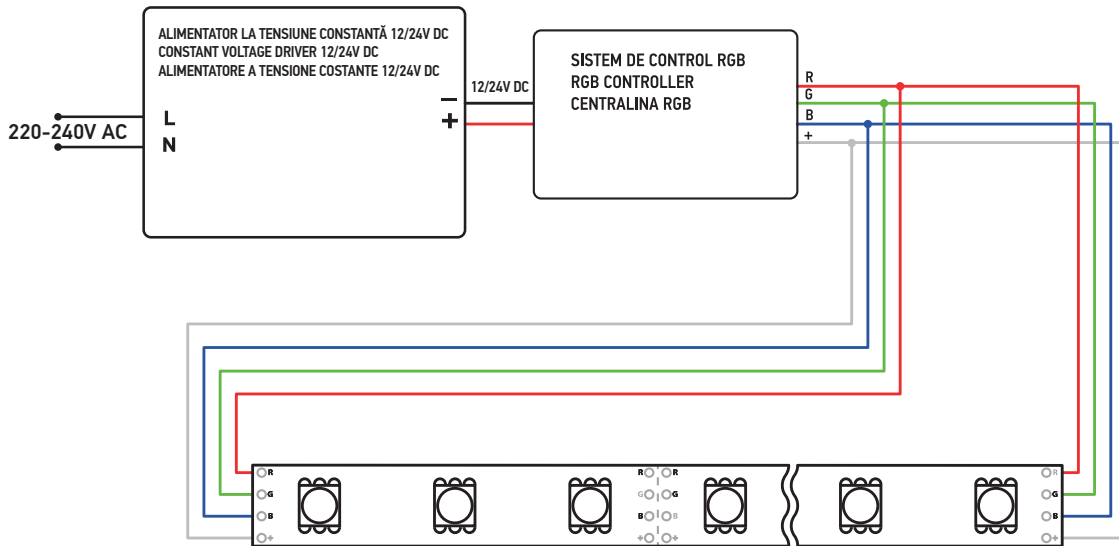 ALIMENTATOR LA TENSIUNE CONSTANTĂ 12/24V DC
CONSTANT VOLTAGE DRIVER 12/24V DC
ALIMENTATORE A TENSIONE COSTANTE 12/24V DC
220-240V AC
L
N
−
+
12/24V DC
SISTEM DE CONTROL RGB
RGB CONTROLLER
CENTRALINA RGB
R
G
B
+
R
G
B
+
R
G
B
+
R
G
B
+
R
G
B
+